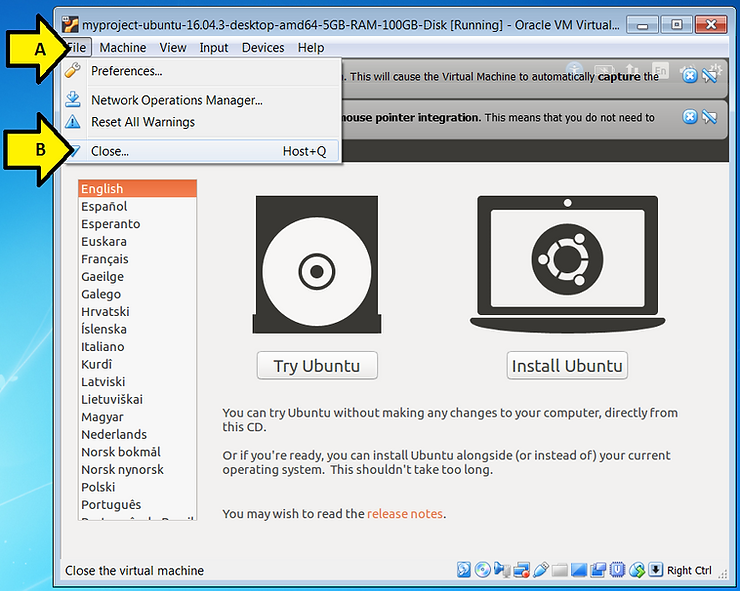 myproject-ubuntu-16.04.3-desktop-amd64-5GB-RAM-100GB-Disk [Running] - Oracle VM Virtual...
A
File Machine View Input Devices Help
Preferences...
. This will cause the Virtual Machine to automatically capture the
En
Network Operations Manager...
Reset All Warnings
mouse pointer integration. This means that you do not need to
B
Close... Host+Q
English
Español
Esperanto
Euskara
Français
Gaeilge
Galego
Hrvatski
Íslenska
Italiano
Kurdî
Latviski
Lietuviškai
Magyar
Nederlands
Norsk bokmål
Norsk nynorsk
Polski
Português
Try Ubuntu
Install Ubuntu
You can try Ubuntu without making any changes to your computer, directly from
this CD.
Or if you're ready, you can install Ubuntu alongside (or instead of) your current
operating system. This shouldn't take too long.
You may wish to read the release notes.
Close the virtual machine
Right Ctrl